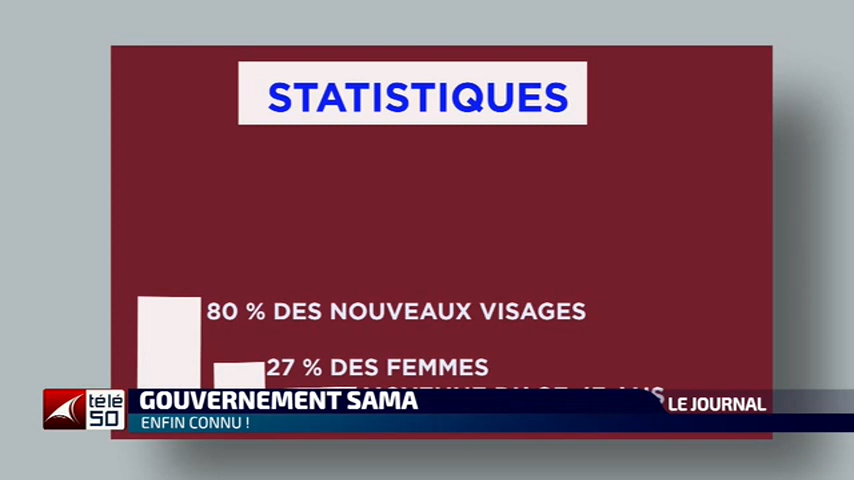 STATISTIQUES
80 % DES NOUVEAUX VISAGES
27 % DES FEMMES
télé 50
GOUVERNEMENT SAMA
ENFIN CONNU !
LE JOURNAL